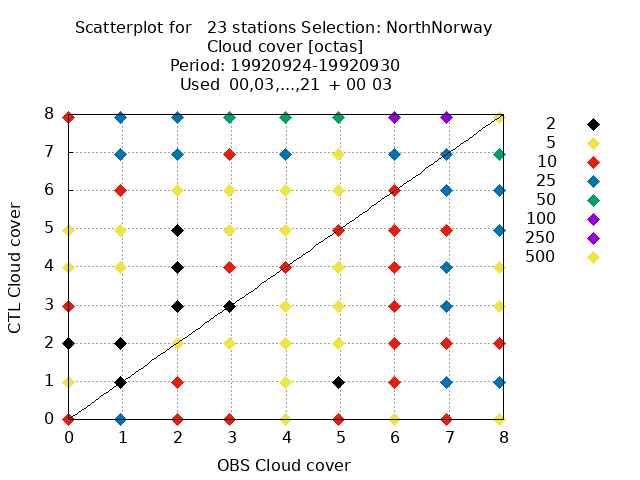 Scatterplot for   23 stations Selection: NorthNorway
Cloud cover [octas]
Period: 19920924-19920930
Used  00,03,...,21  + 00 03
8
7
6
5
4
3
2
1
0
CTL Cloud cover
0 1 2 3 4 5 6 7 8
OBS Cloud cover
2
5
10
25
50
100
250
500